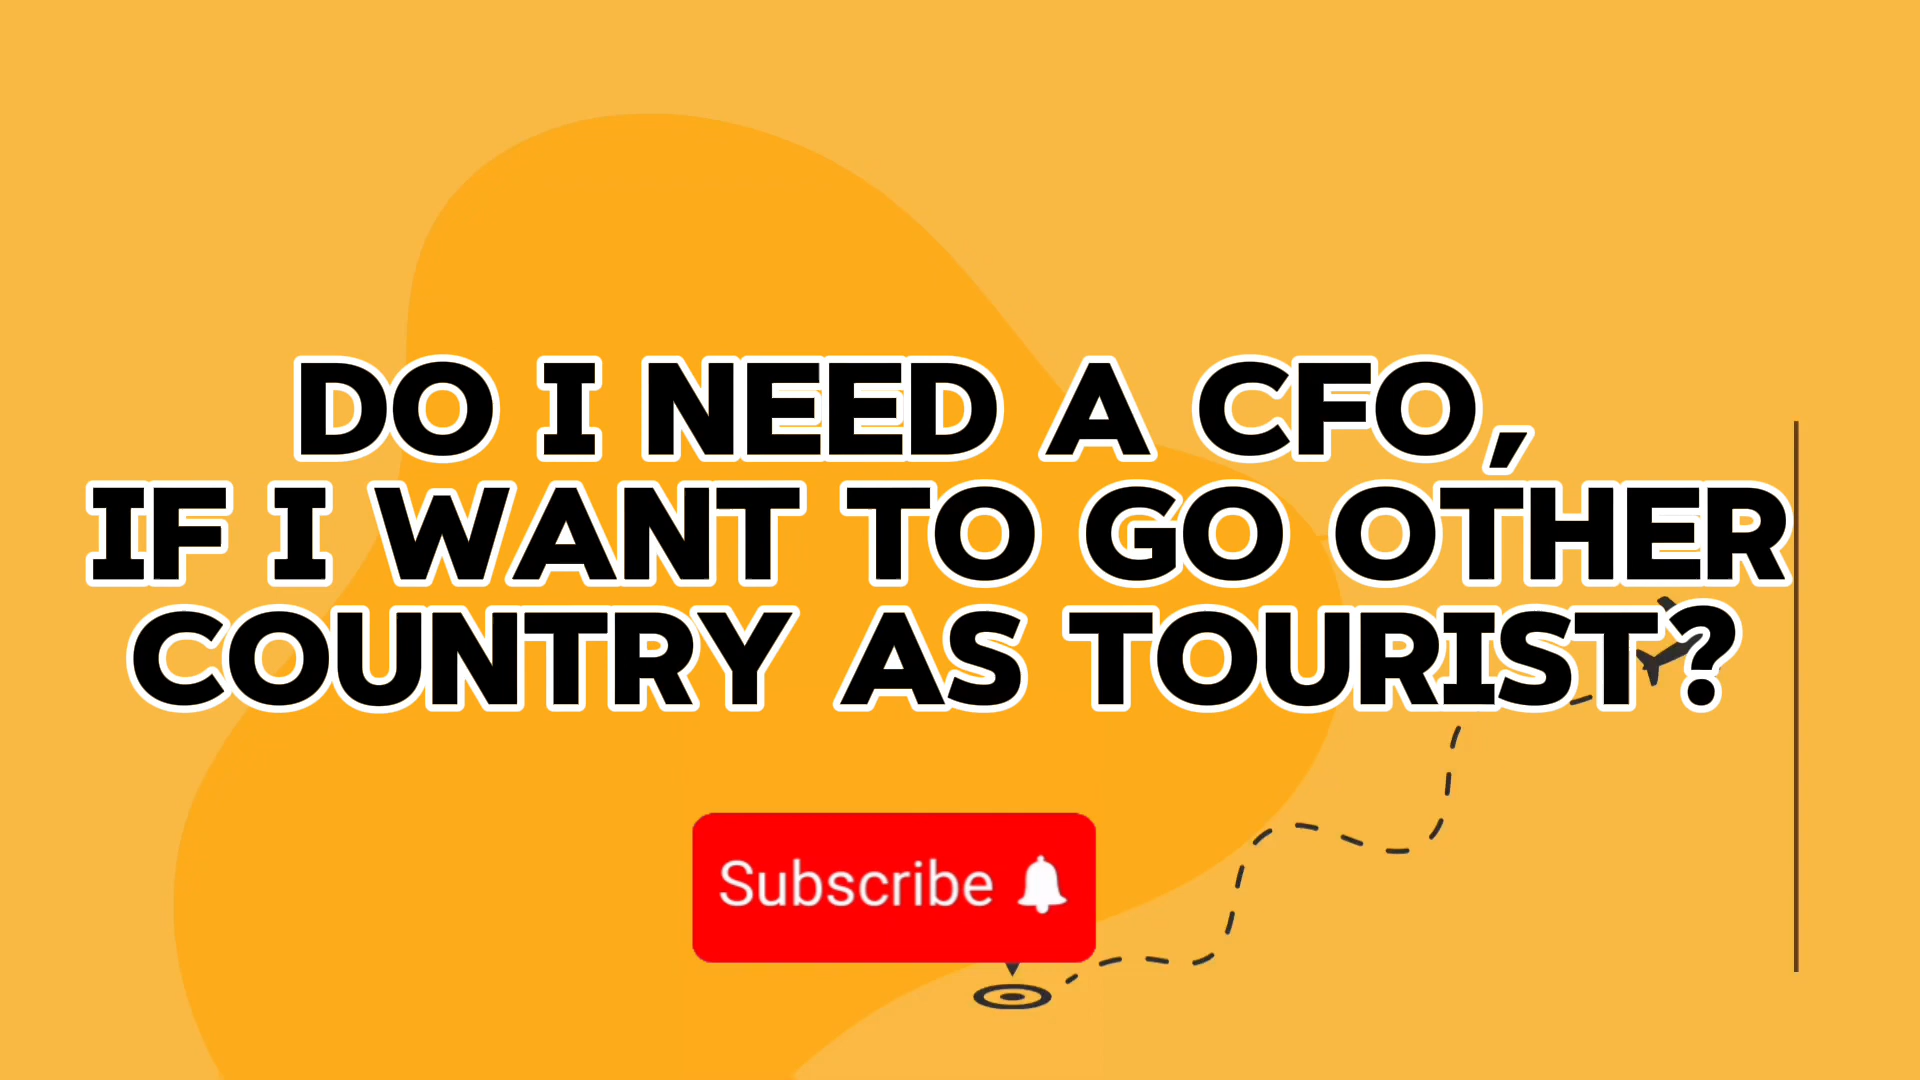 DO I NEED A CFO,
IF I WANT TO GO OTHER
COUNTRY AS TOURIST?
Subscribe